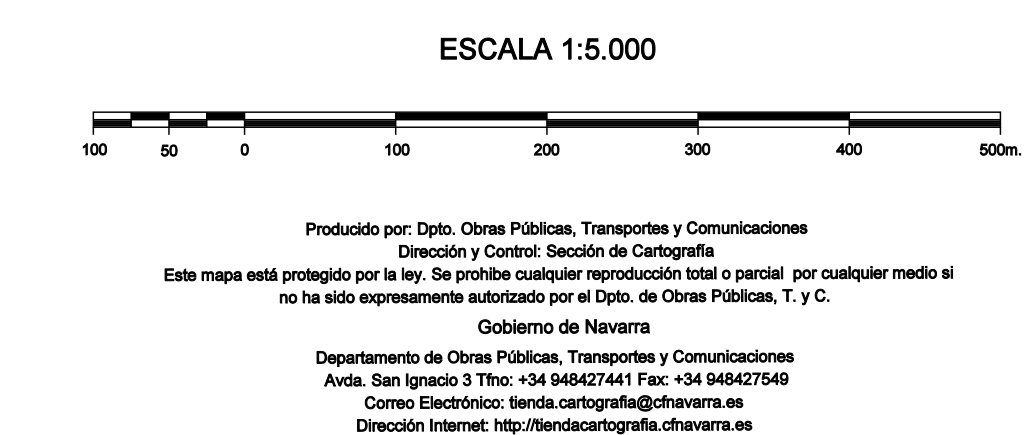 ESCALA 1:5.000
100 50 0 100 200 300 400 500m.
Producido por: Dpto. Obras Públicas, Transportes y Comunicaciones
Dirección y Control: Sección de Cartografía
Este mapa está protegido por la ley. Se prohibe cualquier reproducción total o parcial por cualquier medio si
no ha sido expresamente autorizado por el Dpto. de Obras Públicas, T. y C.
Gobierno de Navarra
Departamento de Obras Públicas, Transportes y Comunicaciones
Avda. San Ignacio 3 Tfno: +34 948427441 Fax: +34 948427549
Correo Electrónico: tienda.cartografia@cfnavarra.es
Dirección Internet: http://tiendacartografia.cfnavarra.es